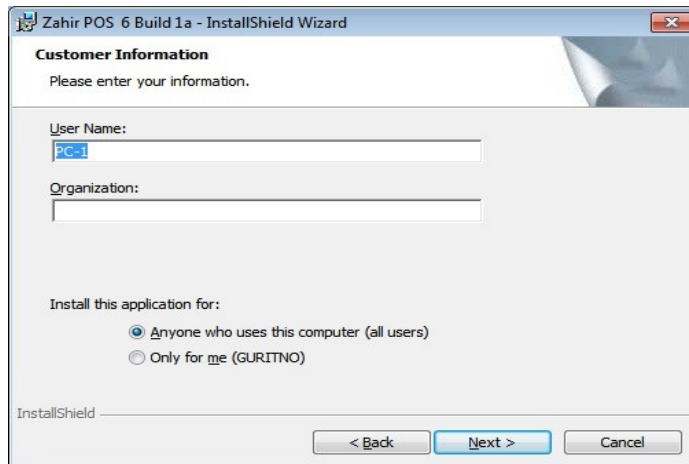 Zahir POS 6 Build 1a - InstallShield Wizard
Customer Information
Please enter your information.
User Name:
PC-1
Organization:
Install this application for:
Anyone who uses this computer (all users)
Only for me (GURITNO)
InstallShield
< Back Next > Cancel